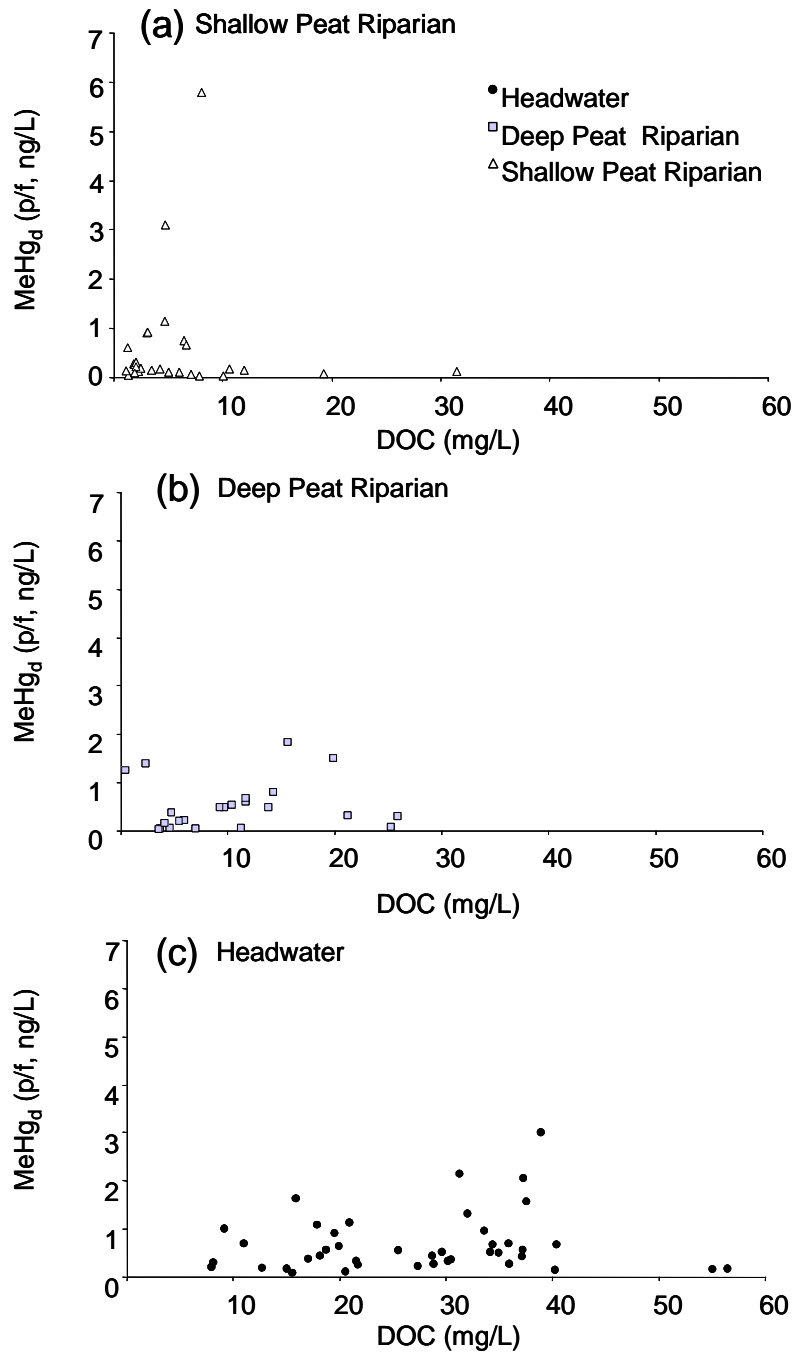 (a) Shallow Peat Riparian
7
6
5
4
3
2
1
0
MeHgd (p/f, ng/L)
Headwater
Deep Peat Riparian
Shallow Peat Riparian
10 20 30 40 50 60
DOC (mg/L)
(b) Deep Peat Riparian
7
6
5
4
3
2
1
0
MeHgd (p/f, ng/L)
10 20 30 40 50 60
DOC (mg/L)
(c) Headwater
7
6
5
4
3
2
1
0
MeHgd (p/f, ng/L)
10 20 30 40 50 60
DOC (mg/L)